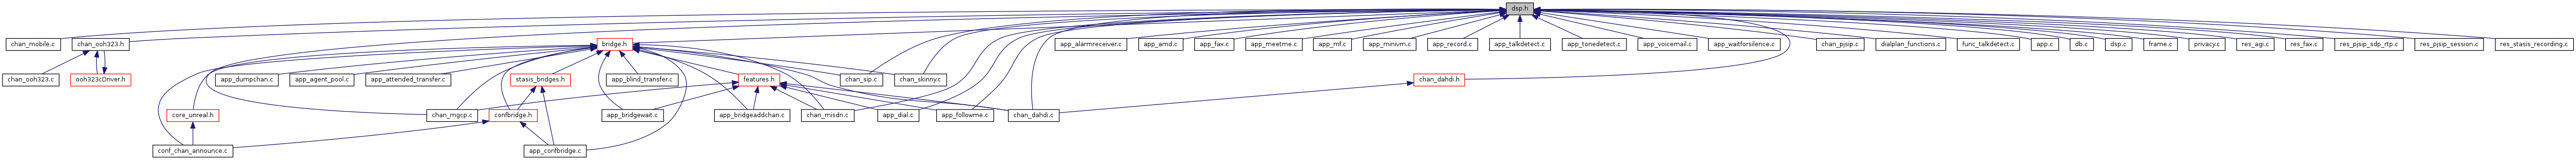 dsp.h
chan_mobile.c
chan_ooh323.h
bridge.h
app_alarmreceiver.c
app_amd.c
app_fax.c
app_meetme.c
app_mf.c
app_minivm.c
app_record.c
app_talkdetect.c
app_tonedetect.c
app_voicemail.c
app_waitforsilence.c
chan_pjsip.c
dialplan_functions.c
func_talkdetect.c
app.c
db.c
dsp.c
frame.c
privacy.c
res_agi.c
res_fax.c
res_pjsip_sdp_rtp.c
res_pjsip_session.c
res_stasis_recording.c
chan_ooh323.c
ooh323cDriver.h
app_dumpchan.c
app_agent_pool.c
app_attended_transfer.c
stasis_bridges.h
app_blind_transfer.c
features.h
chan_sip.c
chan_skinny.c
chan_dahdi.h
core_unreal.h
chan_mgcp.c
confbridge.h
app_bridgewait.c
app_bridgeaddchan.c
chan_misdn.c
app_dial.c
app_followme.c
chan_dahdi.c
conf_chan_announce.c
app_confbridge.c